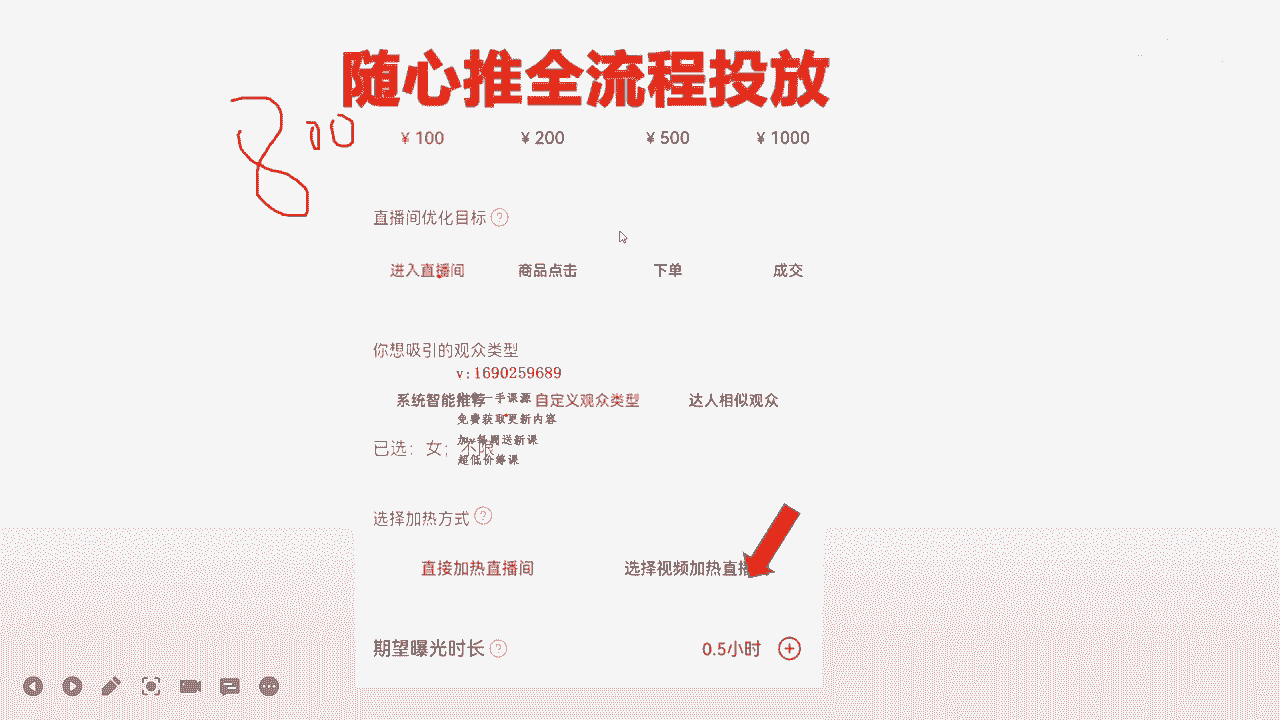 随心推全流程投放
800
¥ 100 ¥ 200 ¥ 500 ¥ 1000
直播间优化目标 ?
进入直播间 商品点击 下单 成交
你想吸引的观众类型
v:1690259689
系统智能推荐 一手课源 自定义观众类型 达人相似观众
免费获取更新内容
加v每周送新课
已选：女；不限
超低价筹课
选择加热方式 ?
直接加热直播间 选择视频加热直播
期望曝光时长 ? 0.5小时